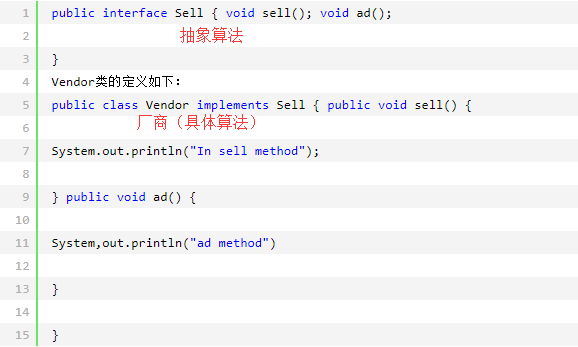 1 public interface Sell { void sell(); void ad();
2 抽象算法
3 }
4 Vendor类的定义如下：
5 public class Vendor implements Sell { public void sell() {
6 厂商（具体算法）
7 System.out.println("In sell method");
8
9 } public void ad() {
10
11 System,out.println("ad method")
12
13 }
14
15 }